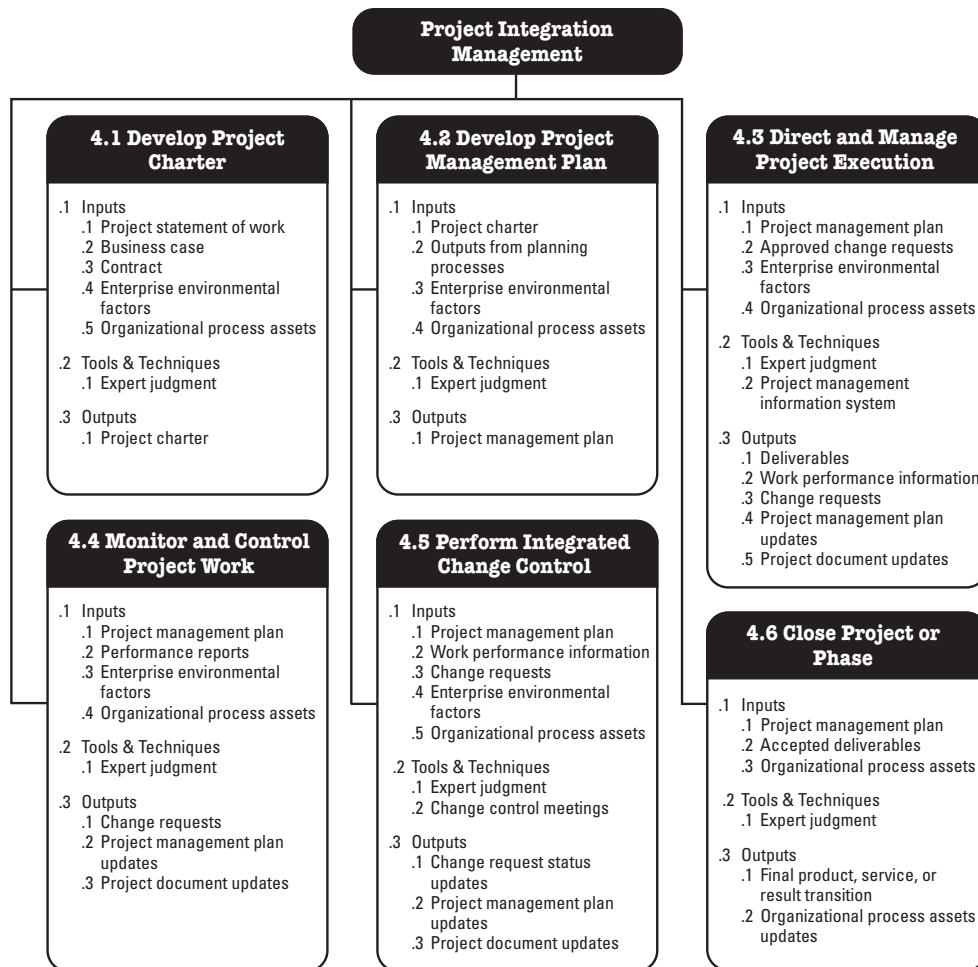 Project Integration
Management
4.1 Develop Project
Charter
.1 Inputs
.1 Project statement of work
.2 Business case
.3 Contract
.4 Enterprise environmental
factors
.5 Organizational process assets
.2 Tools & Techniques
.1 Expert judgment
.3 Outputs
.1 Project charter
4.2 Develop Project
Management Plan
.1 Inputs
.1 Project charter
.2 Outputs from planning
processes
.3 Enterprise environmental
factors
.4 Organizational process assets
.2 Tools & Techniques
.1 Expert judgment
.3 Outputs
.1 Project management plan
4.3 Direct and Manage
Project Execution
.1 Inputs
.1 Project management plan
.2 Approved change requests
.3 Enterprise environmental
factors
.4 Organizational process assets
.2 Tools & Techniques
.1 Expert judgment
.2 Project management
information system
.3 Outputs
.1 Deliverables
.2 Work performance information
.3 Change requests
.4 Project management plan
updates
.5 Project document updates
4.4 Monitor and Control
Project Work
.1 Inputs
.1 Project management plan
.2 Performance reports
.3 Enterprise environmental
factors
.4 Organizational process assets
.2 Tools & Techniques
.1 Expert judgment
.3 Outputs
.1 Change requests
.2 Project management plan
updates
.3 Project document updates
4.5 Perform Integrated
Change Control
.1 Inputs
.1 Project management plan
.2 Work performance information
.3 Change requests
.4 Enterprise environmental
factors
.5 Organizational process assets
.2 Tools & Techniques
.1 Expert judgment
.2 Change control meetings
.3 Outputs
.1 Change request status
updates
.2 Project management plan
updates
.3 Project document updates
4.6 Close Project or
Phase
.1 Inputs
.1 Project management plan
.2 Accepted deliverables
.3 Organizational process assets
.2 Tools & Techniques
.1 Expert judgment
.3 Outputs
.1 Final product, service, or
result transition
.2 Organizational process assets
updates